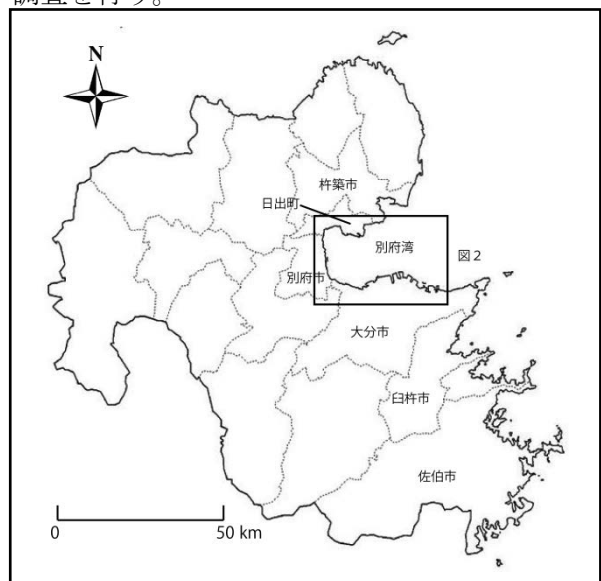 調査を行う。
N
杵築市
日出町
別府湾
図２
別府市
大分市
臼杵市
佐伯市
0 50 km